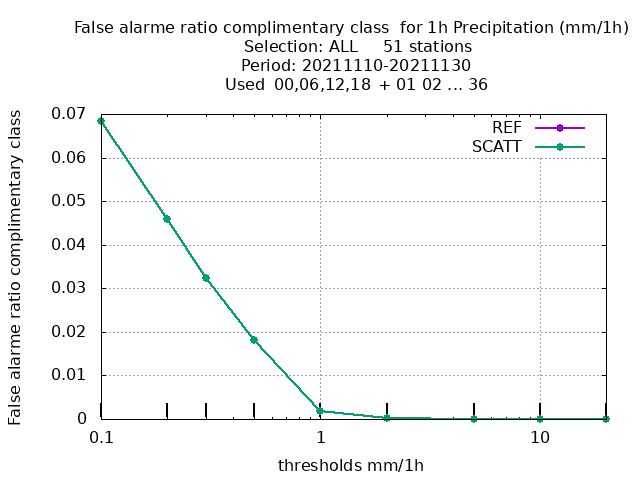 False alarme ratio complimentary class  for 1h Precipitation (mm/1h)
Selection: ALL     51 stations
Period: 20211110-20211130
Used  00,06,12,18  + 01 02 ... 36
False alarme ratio complimentary class
0.07
0.06
0.05
0.04
0.03
0.02
0.01
0
REF
SCATT
0.1
1
10
thresholds mm/1h